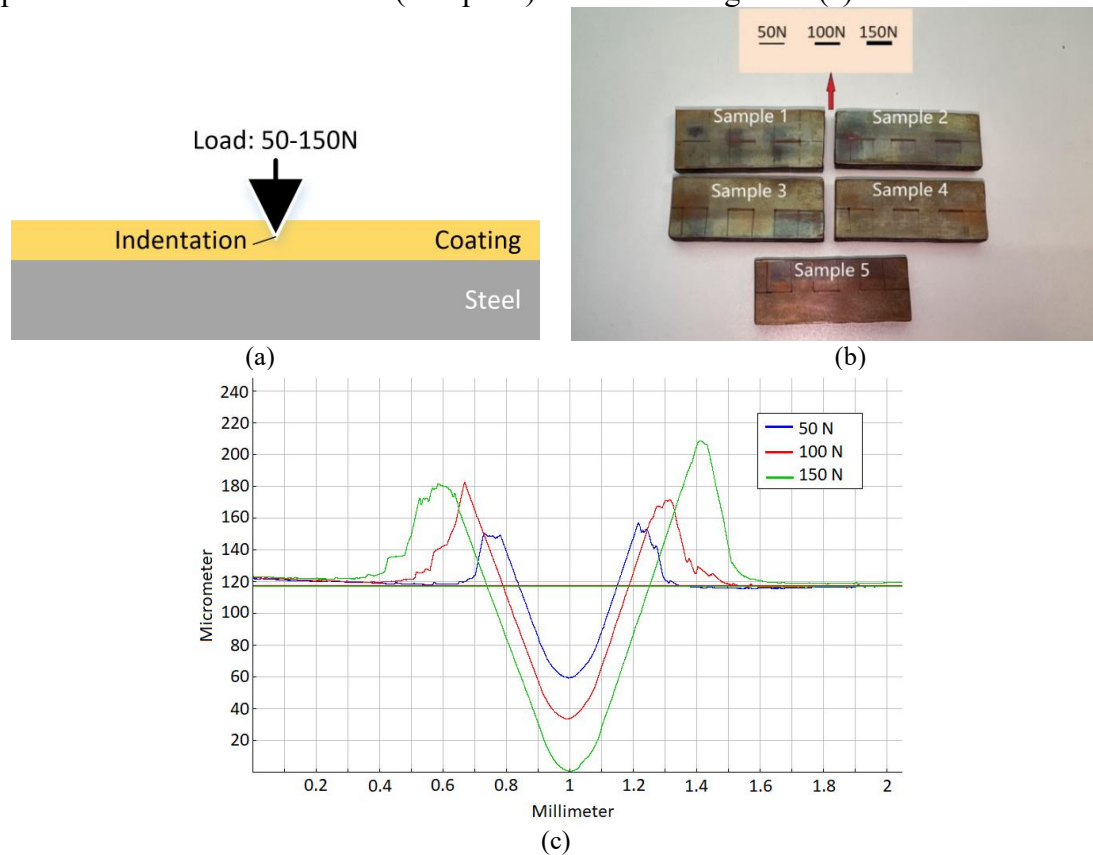 Load: 50-150N
Indentation
Coating
Steel
(a)
50N 100N 150N
Sample 1
Sample 2
Sample 3
Sample 4
Sample 5
(b)
240
220
200
180
160
140
120
100
80
60
40
20
Micrometer
50 N
100 N
150 N
0.2 0.4 0.6 0.8 1.0 1.2 1.4 1.6 1.8 2
Millimeter
(c)